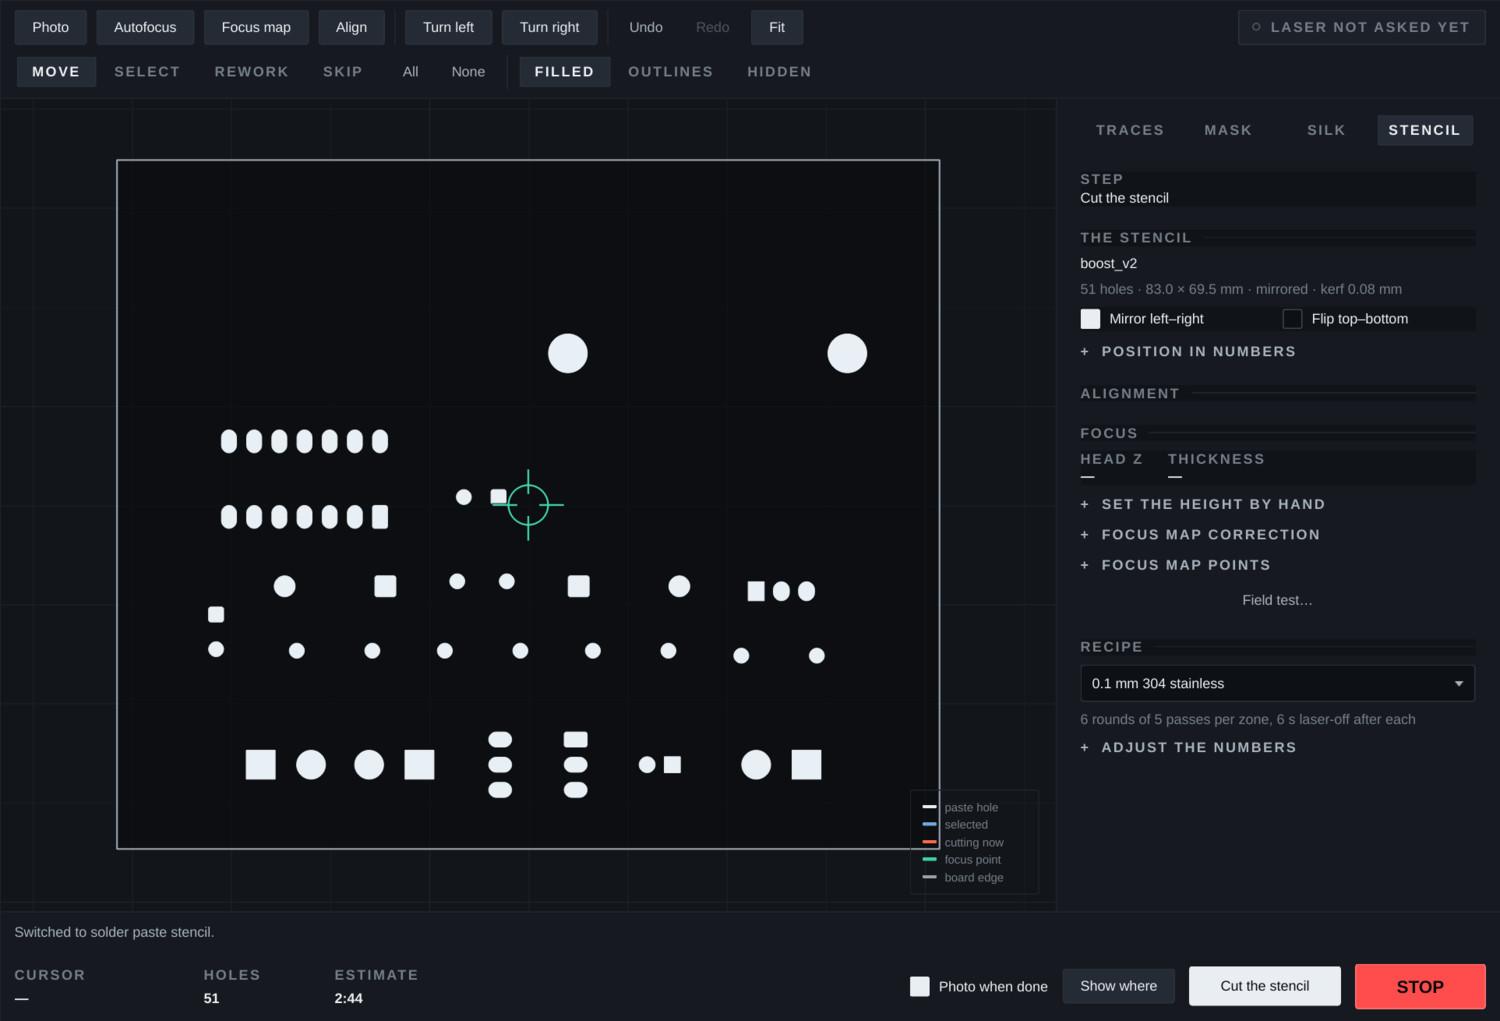 Photo Autofocus Focus map Align Turn left Turn right Undo Redo Fit LASER NOT ASKED YET
MOVE SELECT REWORK SKIP All None FILLED OUTLINES HIDDEN
TRACES MASK SILK STENCIL
STEP
Cut the stencil
THE STENCIL
boost_v2
51 holes · 83.0 × 69.5 mm · mirrored · kerf 0.08 mm
Mirror left–right Flip top–bottom
+ POSITION IN NUMBERS
ALIGNMENT
FOCUS
HEAD Z THICKNESS
— —
+ SET THE HEIGHT BY HAND
+ FOCUS MAP CORRECTION
+ FOCUS MAP POINTS
Field test…
RECIPE
0.1 mm 304 stainless
6 rounds of 5 passes per zone, 6 s laser-off after each
+ ADJUST THE NUMBERS
paste hole
selected
cutting now
focus point
board edge
Switched to solder paste stencil.
CURSOR HOLES ESTIMATE
— 51 2:44
Photo when done Show where Cut the stencil STOP